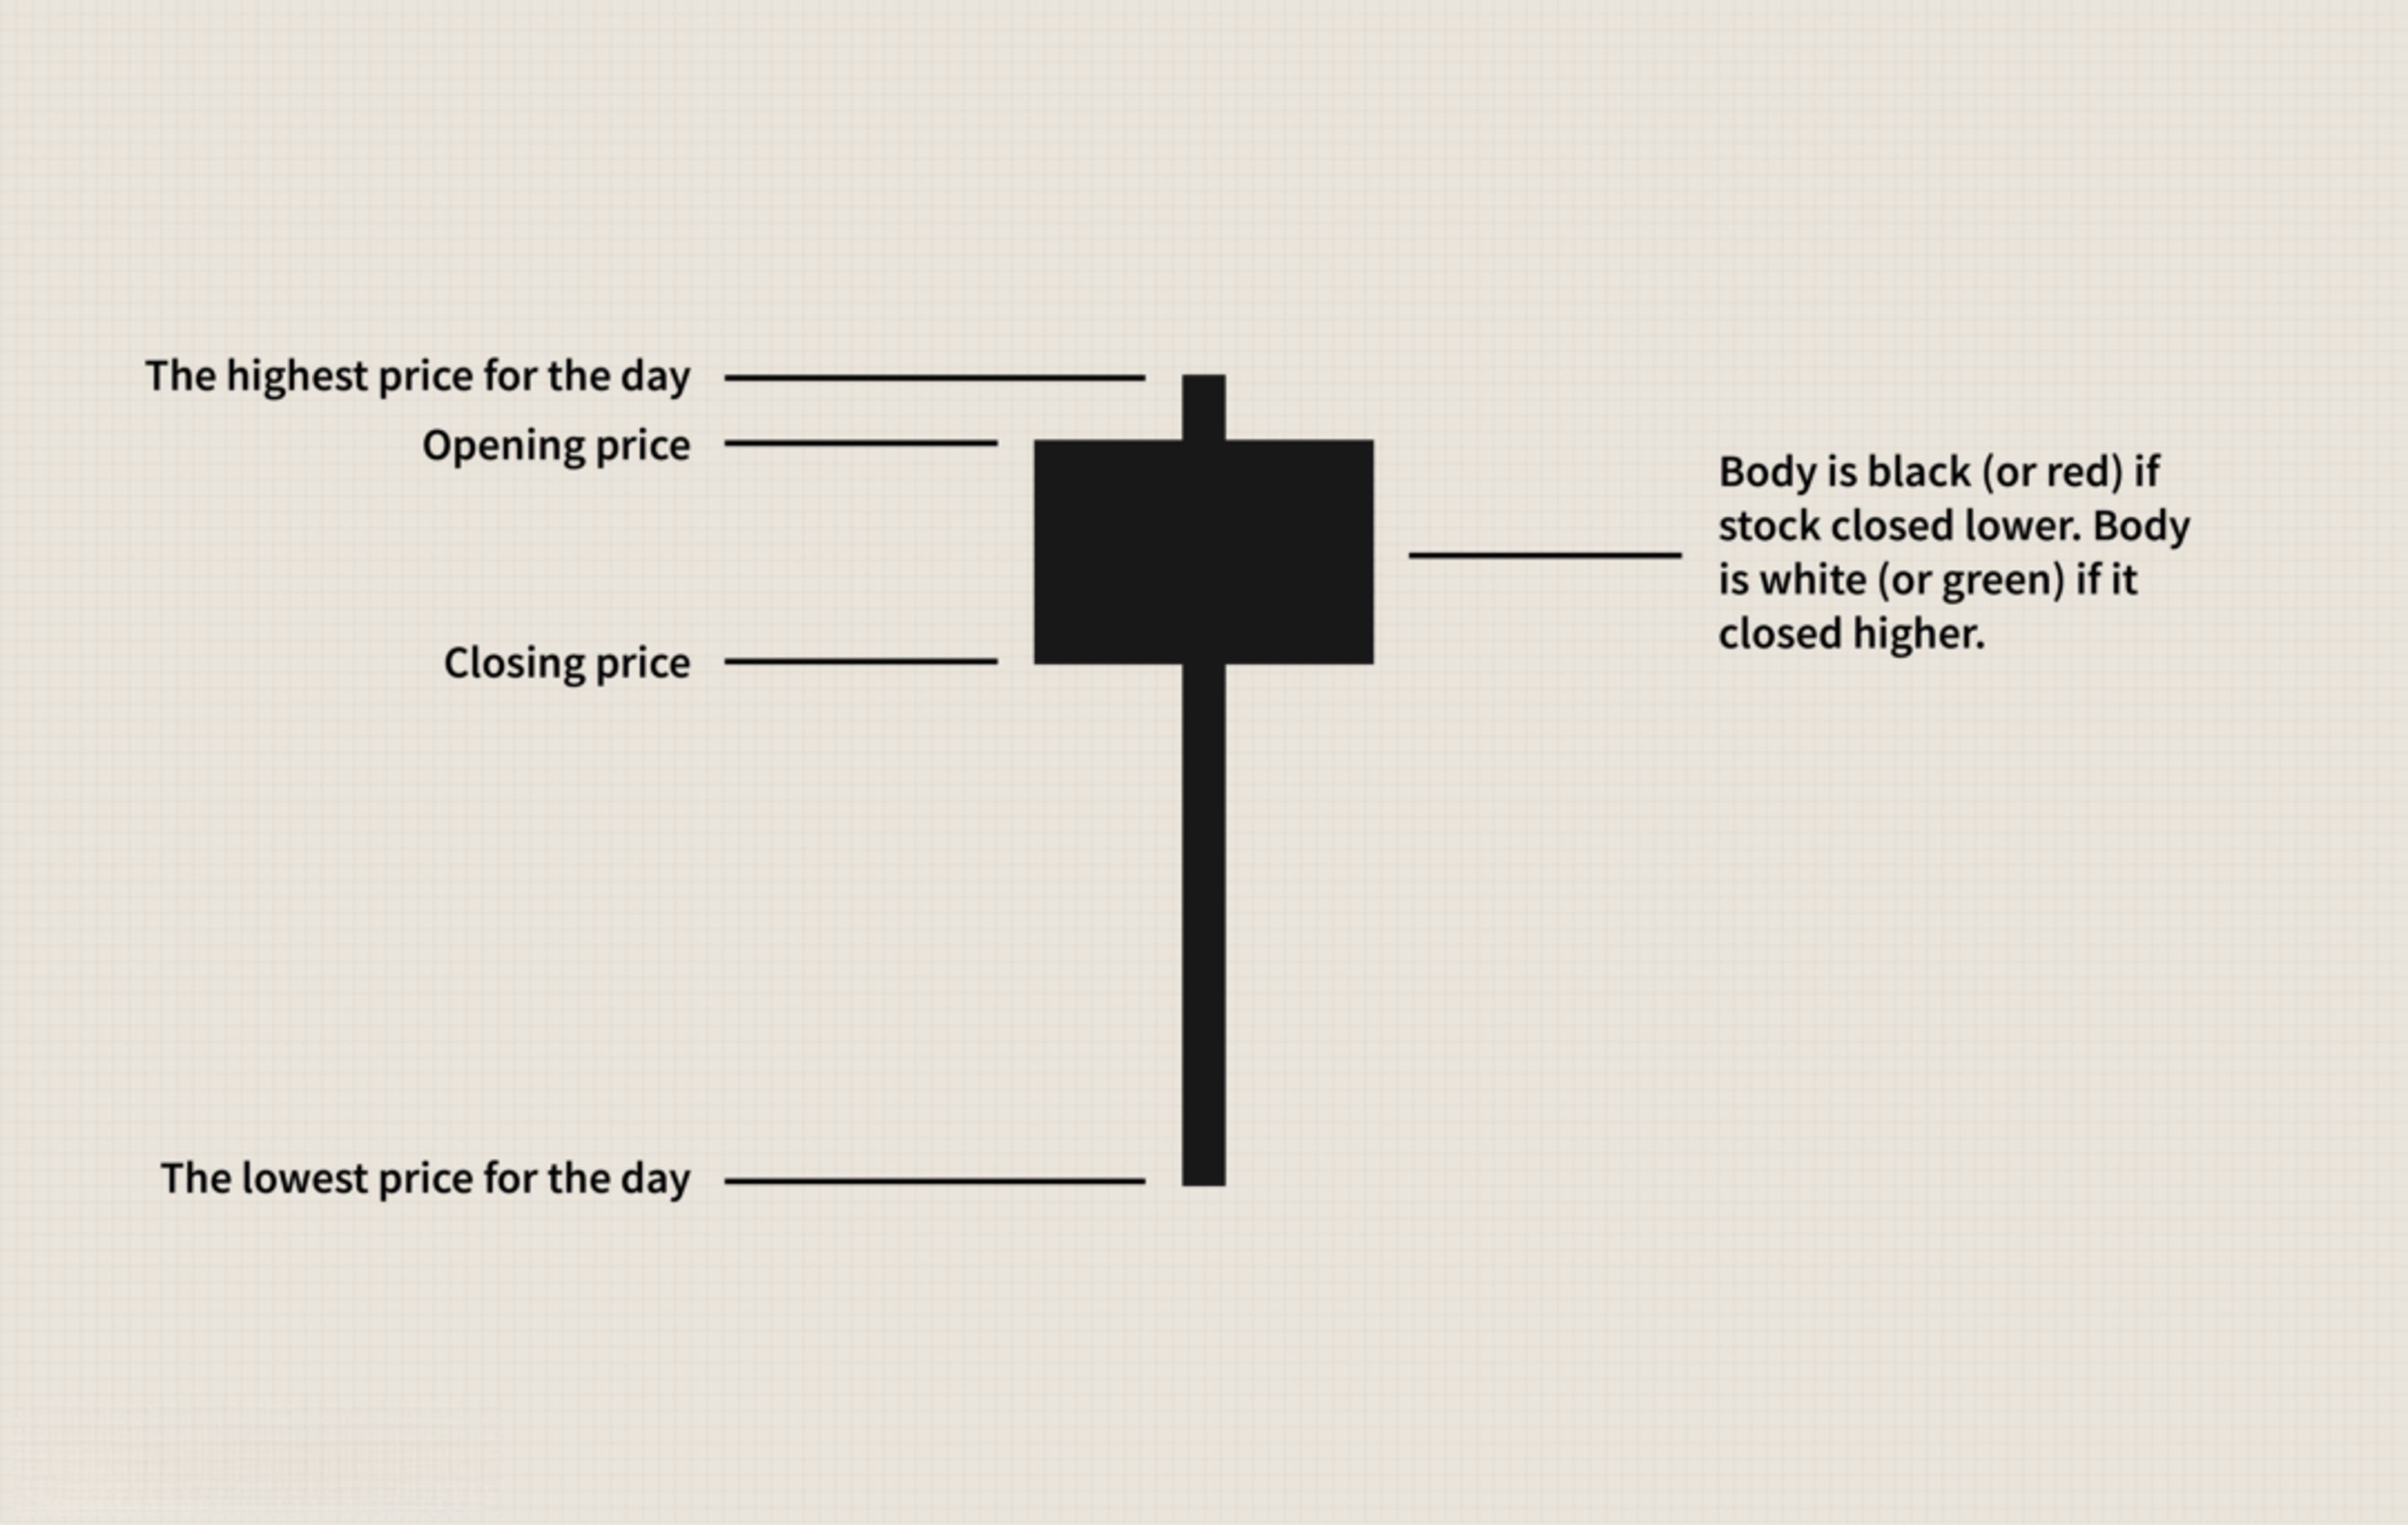 The highest price for the day
Opening price
Closing price
The lowest price for the day
Body is black (or red) if
stock closed lower. Body
is white (or green) if it
closed higher.